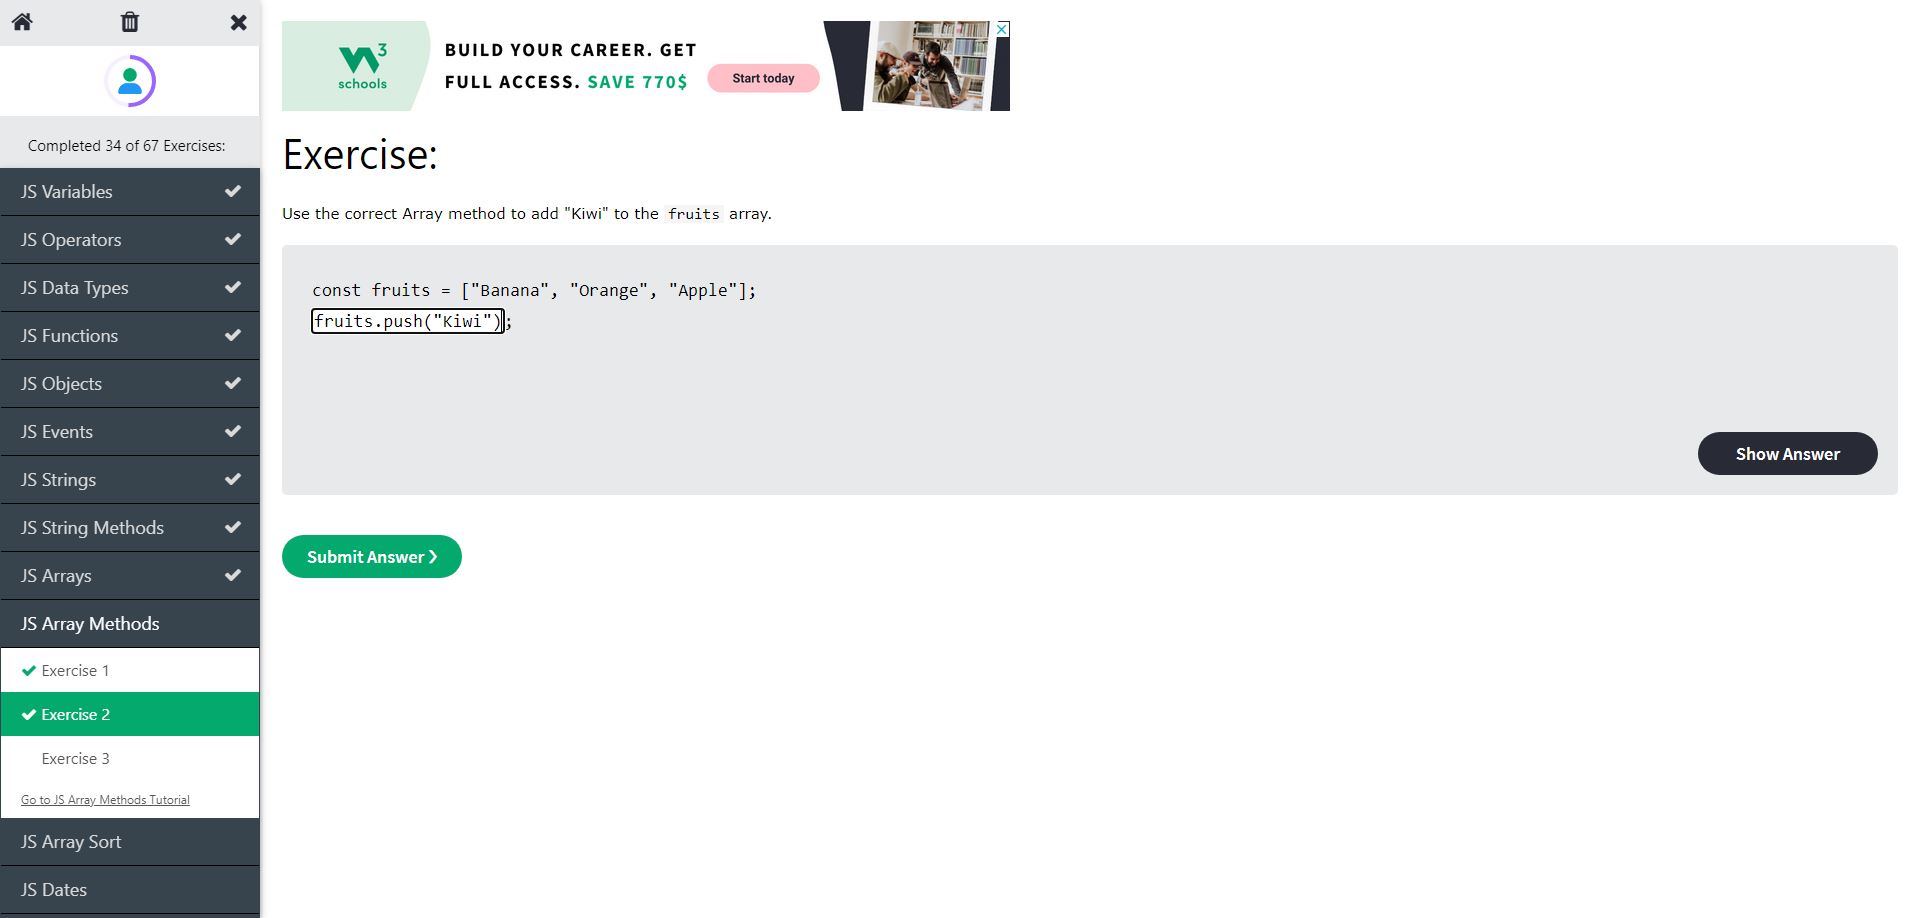 W3
schools
BUILD YOUR CAREER. GET
FULL ACCESS. SAVE 770$
Start today
Completed 34 of 67 Exercises:
JS Variables
JS Operators
JS Data Types
JS Functions
JS Objects
JS Events
JS Strings
JS String Methods
JS Arrays
JS Array Methods
Exercise 1
Exercise 2
Exercise 3
Go to JS Array Methods Tutorial
JS Array Sort
JS Dates
Exercise:
Use the correct Array method to add "Kiwi" to the fruits array.
const fruits = ["Banana", "Orange", "Apple"];
fruits.push("Kiwi");
Show Answer
Submit Answer ❯